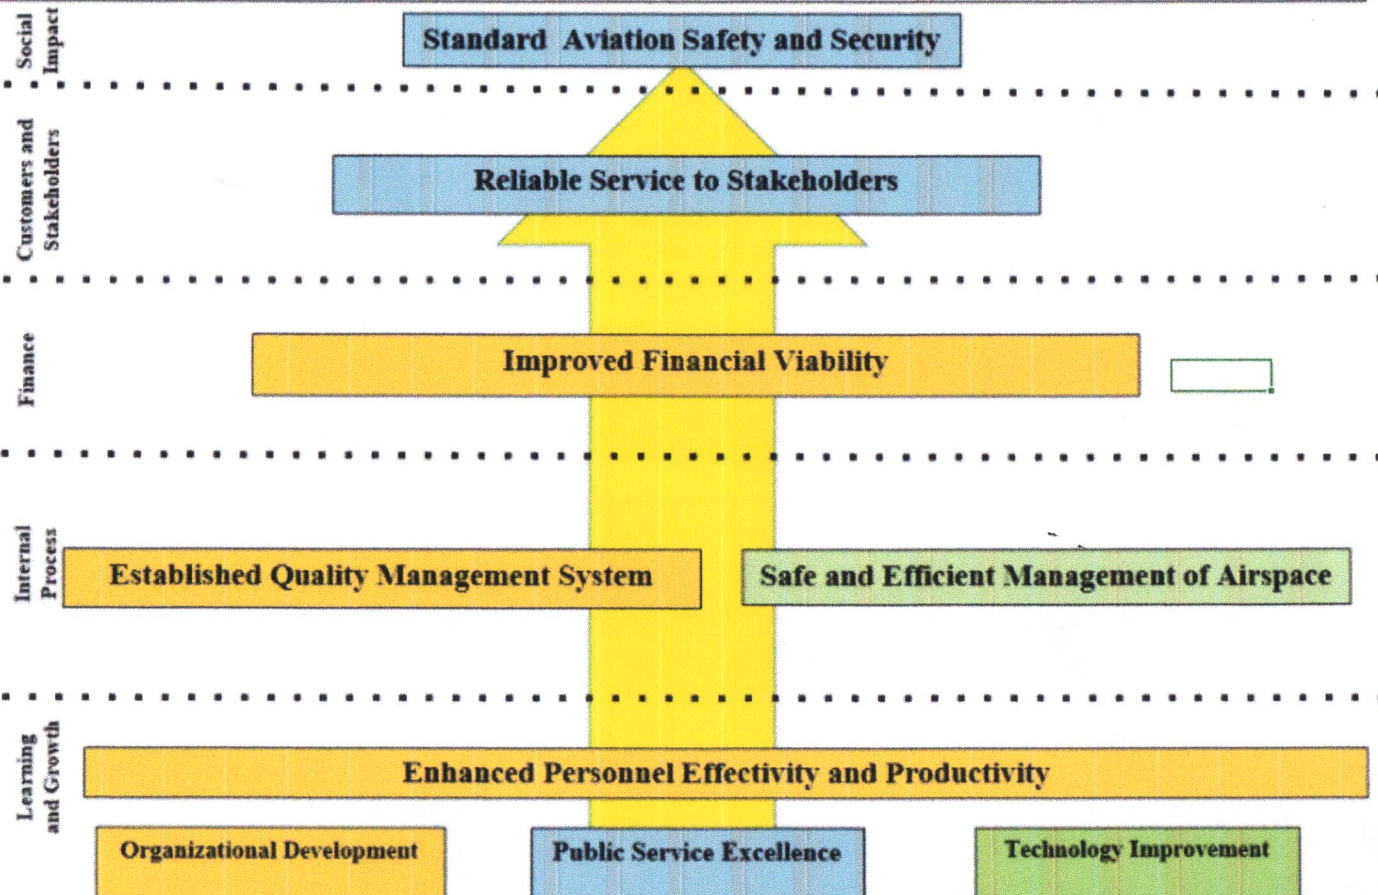 Social
Impact
Standard Aviation Safety and Security
Customers and
Stakeholders
Reliable Service to Stakeholders
Finance
Improved Financial Viability
Internal
Process
Established Quality Management System
Safe and Efficient Management of Airspace
Learning
and Growth
Enhanced Personnel Effectivity and Productivity
Organizational Development
Public Service Excellence
Technology Improvement